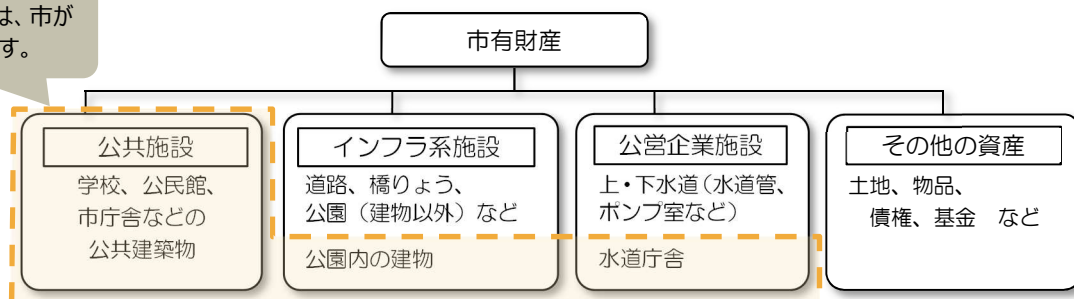 は、市が
す。
市有財産
公共施設
学校、公民館、
市庁舎などの
公共建築物
インフラ系施設
道路、橋りょう、
公園（建物以外）など
公園内の建物
公営企業施設
上・下水道（水道管、
ポンプ室など）
水道庁舎
その他の資産
土地、物品、
債権、基金　など